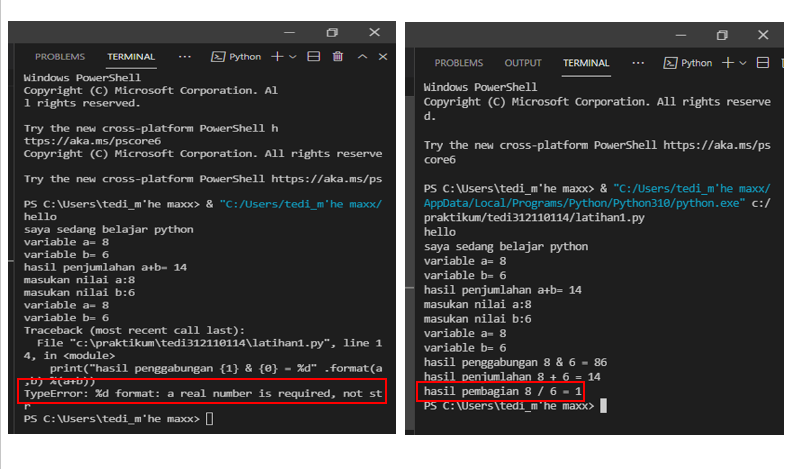 PROBLEMS TERMINAL ··· Python
Windows PowerShell
Copyright (C) Microsoft Corporation. Al
l rights reserved.
Try the new cross-platform PowerShell h
ttps://aka.ms/pscore6
Copyright (C) Microsoft Corporation. All rights reserve
Try the new cross-platform PowerShell https://aka.ms/ps
PS C:\Users\tedi_m'he maxx> & "C:/Users/tedi_m'he maxx/
hello
saya sedang belajar python
variable a= 8
variable b= 6
hasil penjumlahan a+b= 14
masukan nilai a:8
masukan nilai b:6
variable a= 8
variable b= 6
Traceback (most recent call last):
File "c:\praktikum\tedi312110114\latihan1.py", line 1
4, in <module>
print("hasil penggabungan {1} & {0} = %d" .format(a
,b) %(a+b))
TypeError: %d format: a real number is required, not st
r
PS C:\Users\tedi_m'he maxx>
PROBLEMS OUTPUT TERMINAL ··· Python
Windows PowerShell
Copyright (C) Microsoft Corporation. All rights reserve
d.
Try the new cross-platform PowerShell https://aka.ms/ps
core6
PS C:\Users\tedi_m'he maxx> & "C:/Users/tedi_m'he maxx/
AppData/Local/Programs/Python/Python310/python.exe" c:/
praktikum/tedi312110114/latihan1.py
hello
saya sedang belajar python
variable a= 8
variable b= 6
hasil penjumlahan a+b= 14
masukan nilai a:8
masukan nilai b:6
variable a= 8
variable b= 6
hasil penggabungan 8 & 6 = 86
hasil penjumlahan 8 + 6 = 14
hasil pembagian 8 / 6 = 1
PS C:\Users\tedi_m'he maxx>